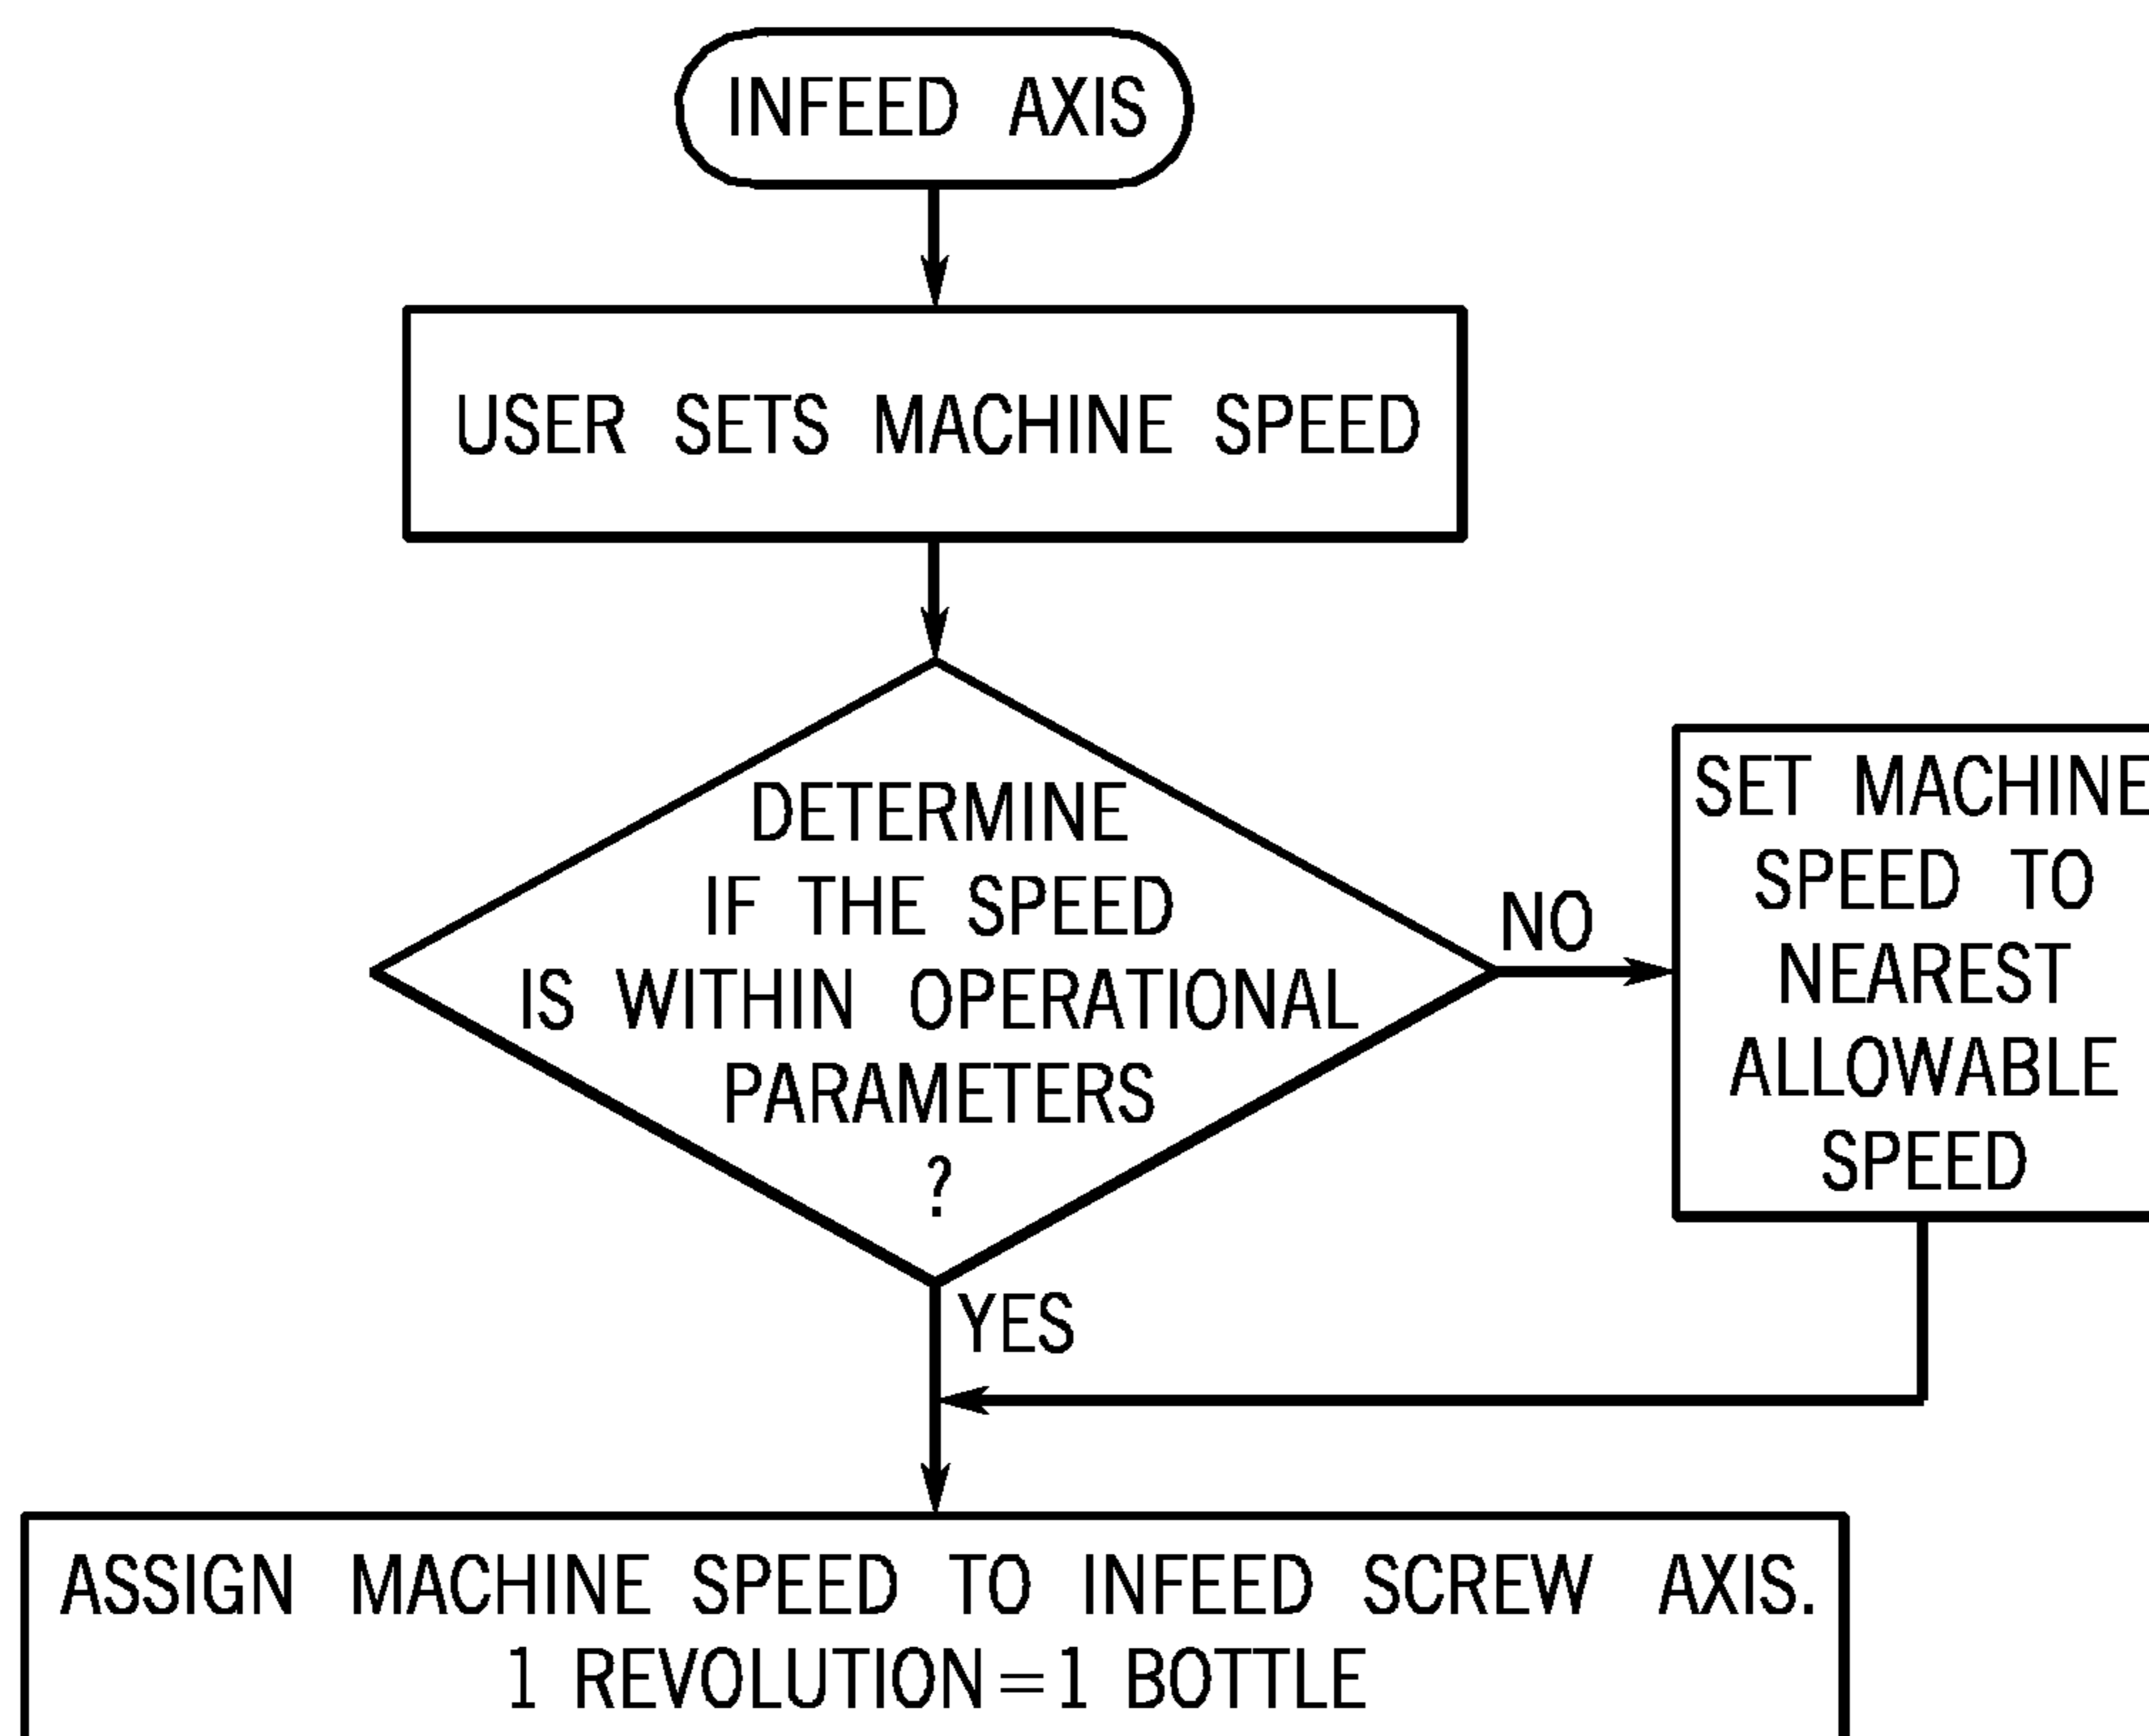 INFEED AXIS
USER SETS MACHINE SPEED
DETERMINE
IF THE SPEED
IS WITHIN OPERATIONAL
PARAMETERS
?
NO
SET MACHINE
SPEED TO
NEAREST
ALLOWABLE
SPEED
YES
ASSIGN MACHINE SPEED TO INFEED SCREW AXIS.
1 REVOLUTION=1 BOTTLE